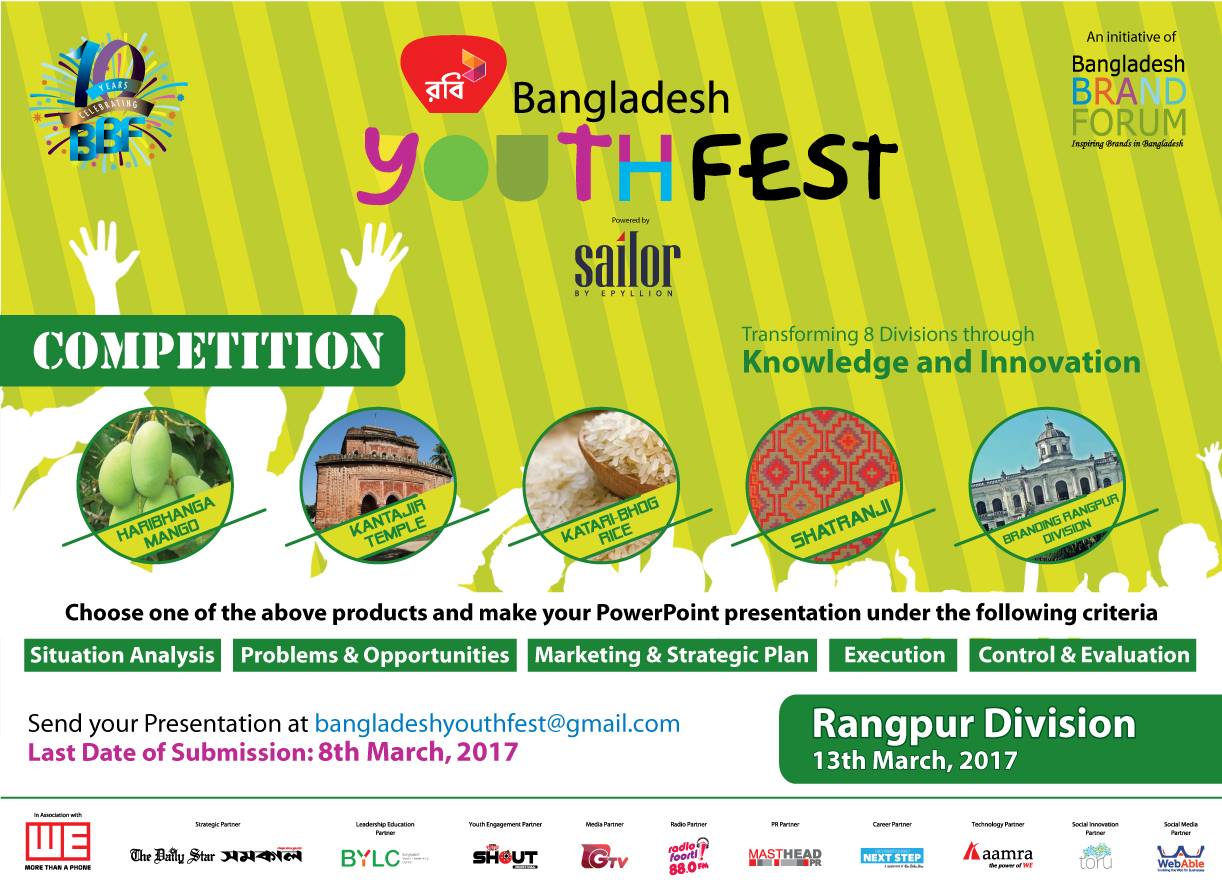 10
YEARS
CELEBRATING
BBF
রবি
Bangladesh
YOUTH FEST
Powered by
sailor
BY EPYLLION
An initiative of
Bangladesh
BRAND
FORUM
Inspiring Brands in Bangladesh
COMPETITION
Transforming 8 Divisions through
Knowledge and Innovation
HARIBHANGA
MANGO
KANTAJIR
TEMPLE
KATARI-BHOG
RICE
SHATRANJI
BRANDING RANGPUR
DIVISION
Choose one of the above products and make your PowerPoint presentation under the following criteria
Situation Analysis
Problems & Opportunities
Marketing & Strategic Plan
Execution
Control & Evaluation
Send your Presentation at bangladeshyouthfest@gmail.com
Last Date of Submission: 8th March, 2017
Rangpur Division
13th March, 2017
In Association with
WE
MORE THAN A PHONE
Strategic Partner
The Daily Star সমকাল
Leadership Education
Partner
BYLC
Youth Engagement Partner
SHOUT
Media Partner
GTV
Radio Partner
radio
foorti
88.0 FM
PR Partner
MASTHEAD
PR
Career Partner
NEXT STEP
Technology Partner
aamra
the power of WE
Social Innovation
Partner
toru
Social Media
Partner
WebAble